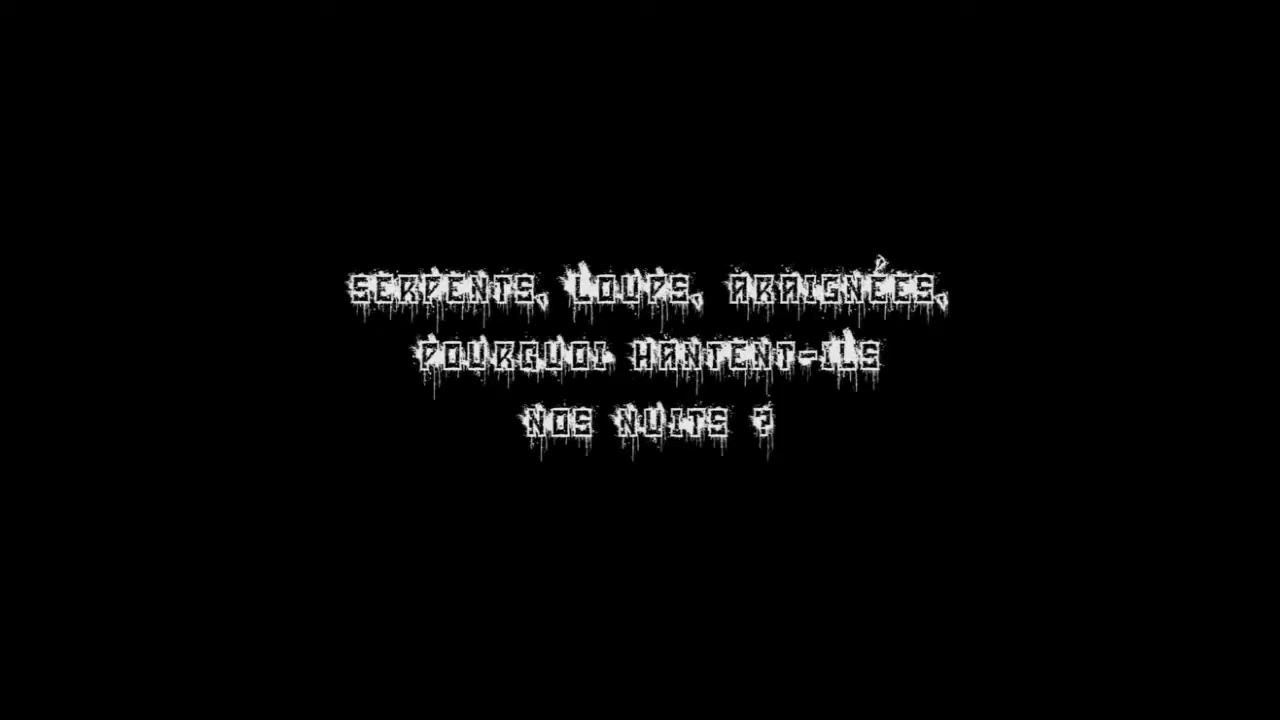 SERPENTS, LOUPS, ARAIGNÉES,
POURQUOI HANTENT-ILS
NOS NUITS ?